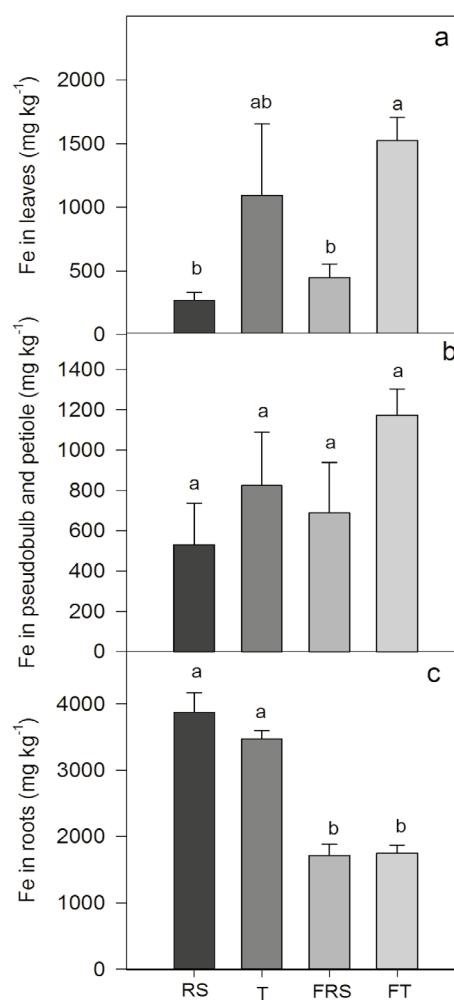 a
Fe in leaves (mg kg⁻¹)
2000
1500
1000
500
0
b
ab
b
a
b
Fe in pseudobulb and petiole (mg kg⁻¹)
1400
1200
1000
800
600
400
200
0
a
a
a
a
c
Fe in roots (mg kg⁻¹)
4000
3000
2000
1000
0
a
a
b
b
RS
T
FRS
FT